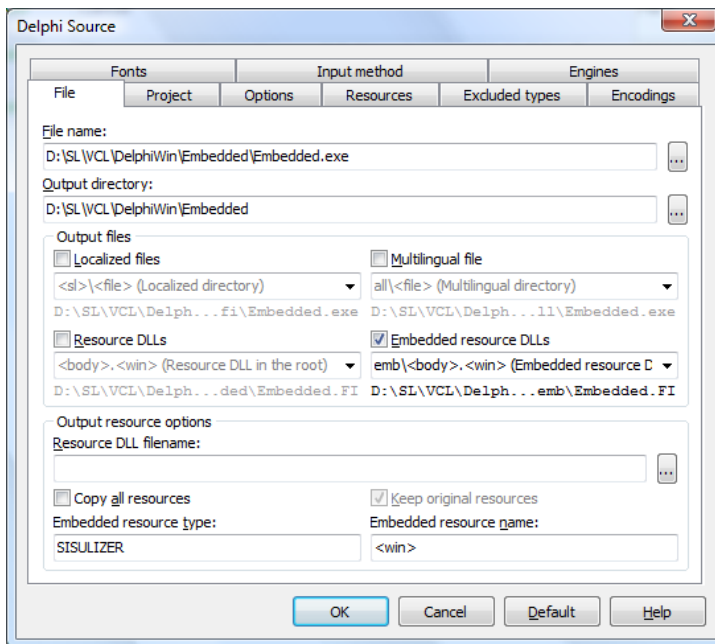 Delphi Source
Fonts Input method Engines
File Project Options Resources Excluded types Encodings
File name:
D:\SL\VCL\DelphiWin\Embedded\Embedded.exe
...
Output directory:
D:\SL\VCL\DelphiWin\Embedded
...
Output files
Localized files Multilingual file
<sl>\<file> (Localized directory) all\<file> (Multilingual directory)
D:\SL\VCL\Delph...fi\Embedded.exe D:\SL\VCL\Delph...ll\Embedded.exe
Resource DLLs Embedded resource DLLs
<body>.<win> (Resource DLL in the root) emb\<body>.<win> (Embedded resource D
D:\SL\VCL\Delph...ded\Embedded.FI D:\SL\VCL\Delph...emb\Embedded.FI
Output resource options
Resource DLL filename:
...
Copy all resources Keep original resources
Embedded resource type: Embedded resource name:
SISULIZER <win>
OK Cancel Default Help